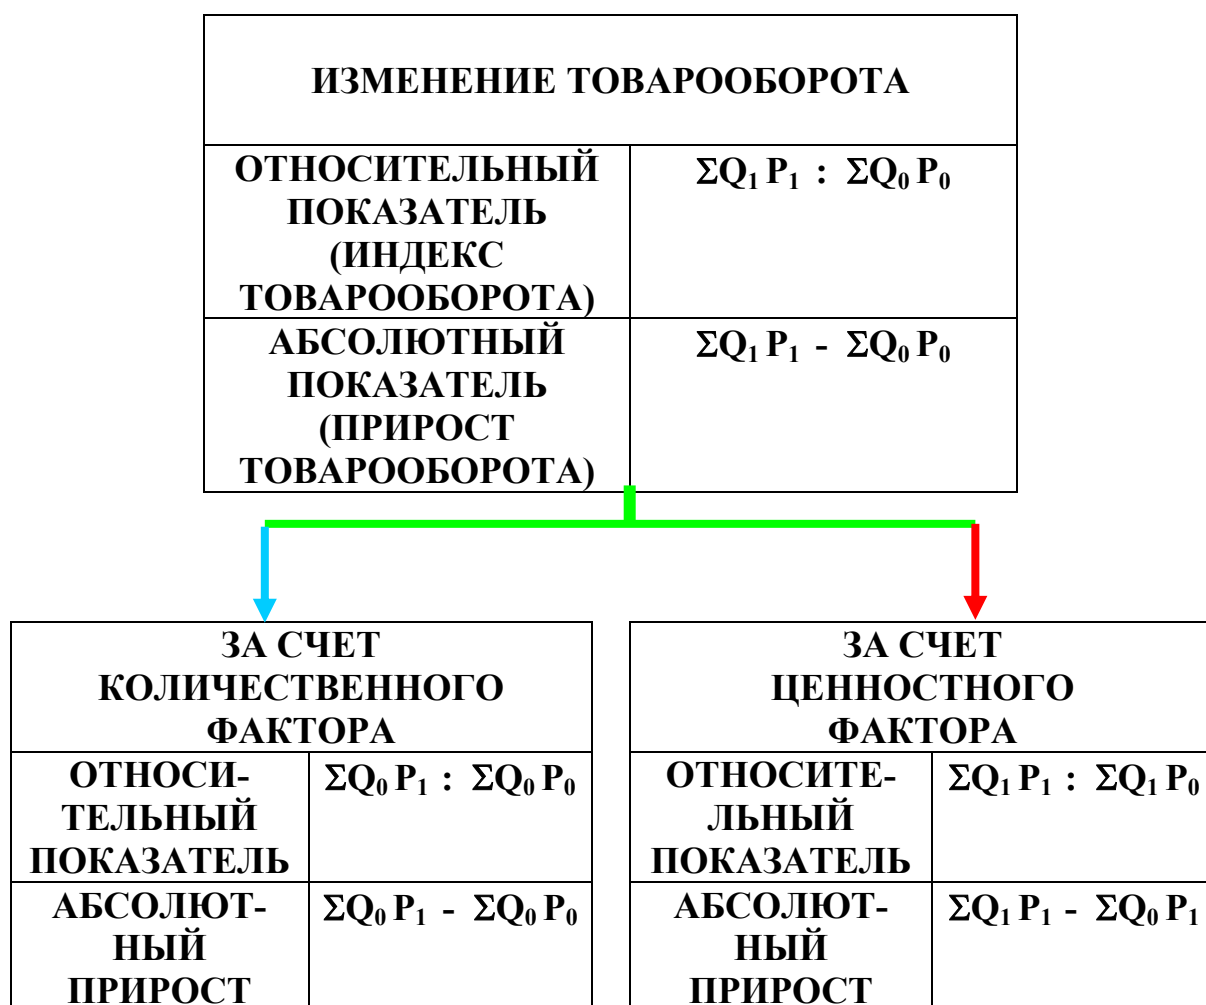 ИЗМЕНЕНИЕ ТОВАРООБОРОТА
ОТНОСИТЕЛЬНЫЙ
ПОКАЗАТЕЛЬ
(ИНДЕКС
ТОВАРООБОРОТА)
ΣQ₁ P₁ : ΣQ₀ P₀
АБСОЛЮТНЫЙ
ПОКАЗАТЕЛЬ
(ПРИРОСТ
ТОВАРООБОРОТА)
ΣQ₁ P₁ - ΣQ₀ P₀
ЗА СЧЕТ
КОЛИЧЕСТВЕННОГО
ФАКТОРА
ОТНОСИ-
ТЕЛЬНЫЙ
ПОКАЗАТЕЛЬ
ΣQ₀ P₁ : ΣQ₀ P₀
АБСОЛЮТ-
НЫЙ
ПРИРОСТ
ΣQ₀ P₁ - ΣQ₀ P₀
ЗА СЧЕТ
ЦЕННОСТНОГО
ФАКТОРА
ОТНОСИТЕ-
ЛЬНЫЙ
ПОКАЗАТЕЛЬ
ΣQ₁ P₁ : ΣQ₁ P₀
АБСОЛЮТ-
НЫЙ
ПРИРОСТ
ΣQ₁ P₁ - ΣQ₀ P₁